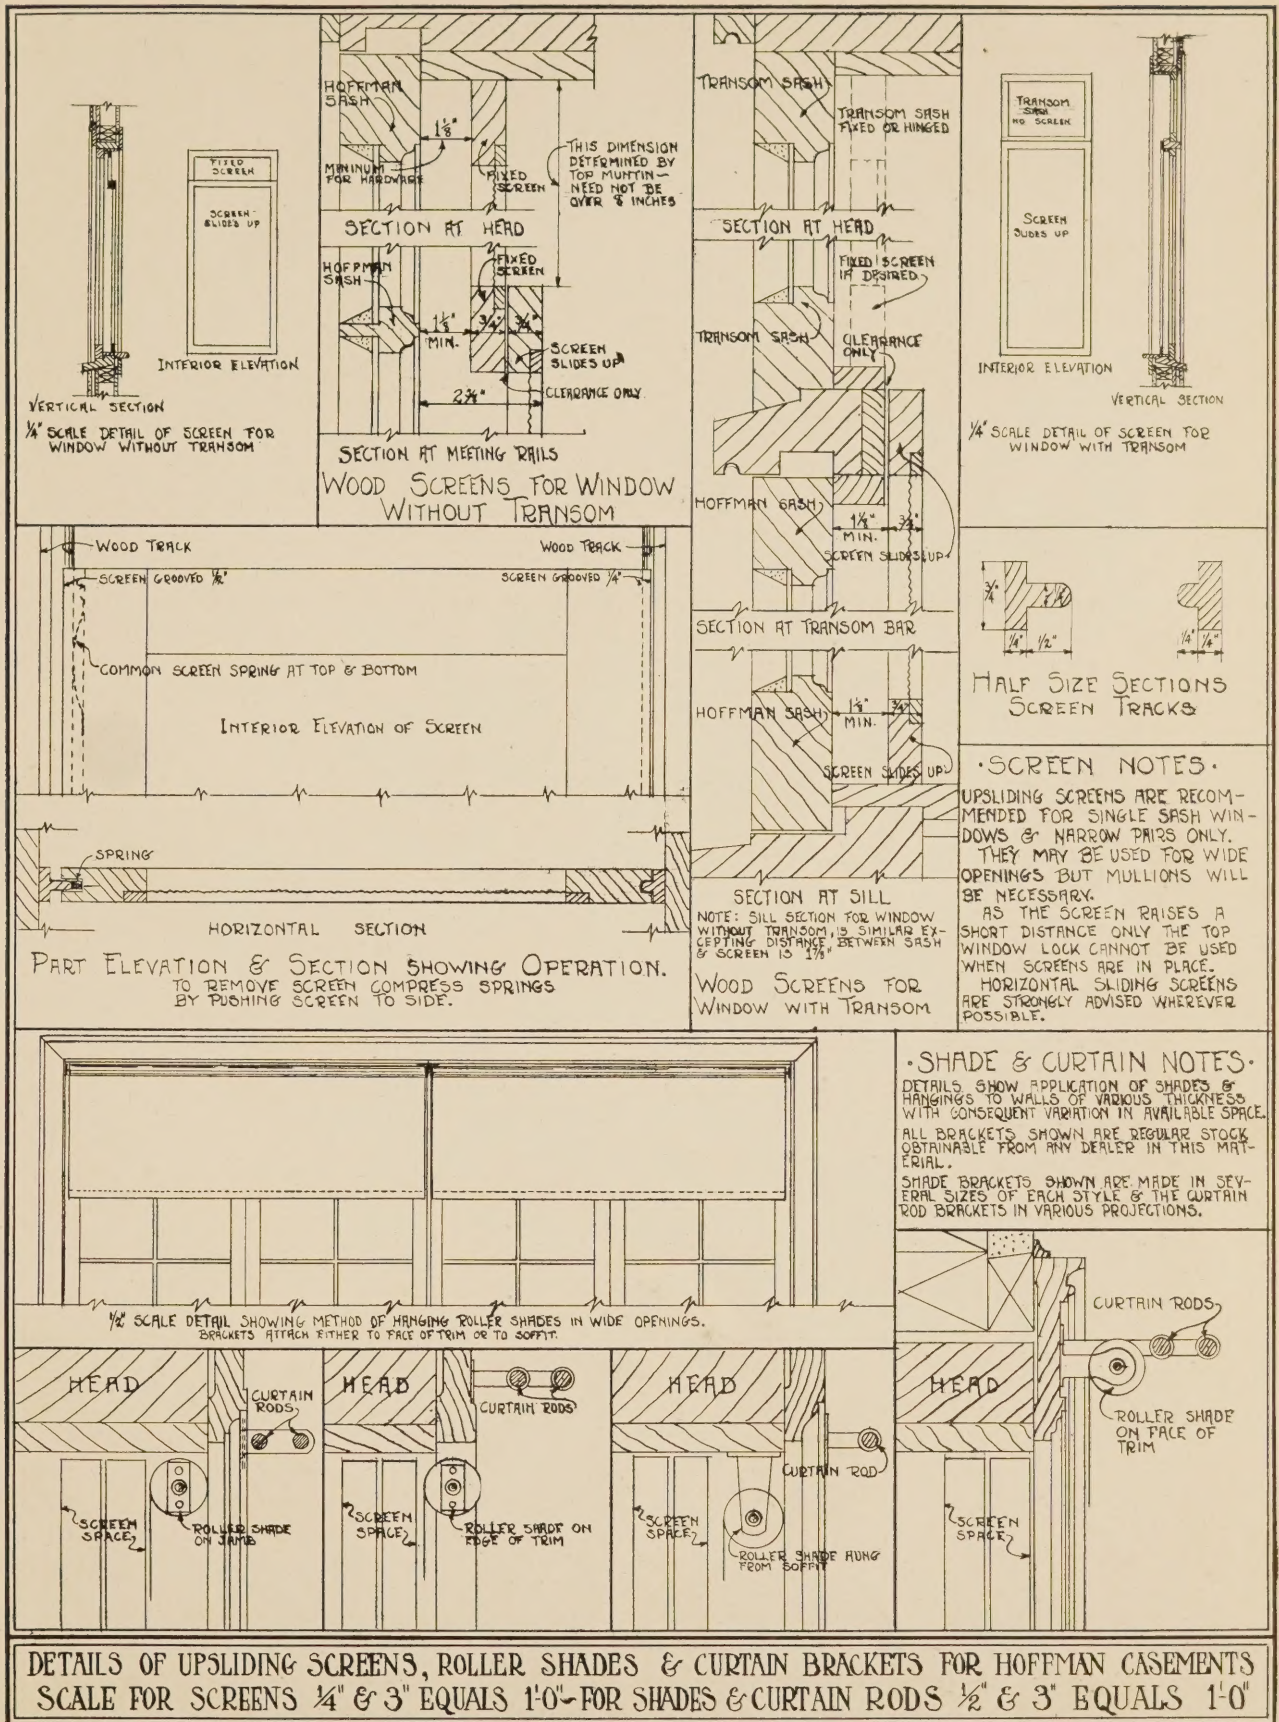 FIXED
SCREEN
SCREEN-
SLIDES UP
INTERIOR ELEVATION
VERTICAL SECTION
1/4" SCALE DETAIL OF SCREEN FOR
WINDOW WITHOUT TRANSOM
HOFFMAN
SASH
1 1/8"
MINIMUM
FOR HARDWARE
FIXED
SCREEN
THIS DIMENSION
DETERMINED BY
TOP MUNTIN~
NEED NOT BE
OVER 8 INCHES
SECTION AT HEAD
HOFFMAN
SASH
FIXED
SCREEN
1 1/8"
MIN.
3/4"
3/4"
SCREEN
SLIDES UP
2 3/4"
CLEARANCE ONLY
SECTION AT MEETING RAILS
WOOD SCREENS FOR WINDOW
WITHOUT TRANSOM
TRANSOM SASH
TRANSOM SASH
FIXED OR HINGED
SECTION AT HEAD
FIXED SCREEN
IF DESIRED
TRANSOM SASH
CLEARANCE
ONLY
HOFFMAN SASH
1 1/8"
MIN.
3/4"
SCREEN SLIDES UP
SECTION AT TRANSOM BAR
HOFFMAN SASH
1 1/8"
MIN.
3/4"
SCREEN SLIDES UP
SECTION AT SILL
NOTE: SILL SECTION FOR WINDOW
WITHOUT TRANSOM, IS SIMILAR EX-
CEPTING DISTANCE BETWEEN SASH
& SCREEN IS 1 7/8"
WOOD SCREENS FOR
WINDOW WITH TRANSOM
TRANSOM
SASH
NO SCREEN
SCREEN
SLIDES UP
INTERIOR ELEVATION
VERTICAL SECTION
1/4" SCALE DETAIL OF SCREEN FOR
WINDOW WITH TRANSOM
WOOD TRACK
WOOD TRACK
SCREEN GROOVED 1/2"
SCREEN GROOVED 1/4"
COMMON SCREEN SPRING AT TOP & BOTTOM
INTERIOR ELEVATION OF SCREEN
SPRING
HORIZONTAL SECTION
PART ELEVATION & SECTION SHOWING OPERATION.
TO REMOVE SCREEN COMPRESS SPRINGS
BY PUSHING SCREEN TO SIDE.
3/4"
1/4"
1/2"
1/4"
1/4"
HALF SIZE SECTIONS
SCREEN TRACKS
·SCREEN NOTES·
UPSLIDING SCREENS ARE RECOM-
MENDED FOR SINGLE SASH WIN-
DOWS & NARROW PAIRS ONLY.
THEY MAY BE USED FOR WIDE
OPENINGS BUT MULLIONS WILL
BE NECESSARY.
AS THE SCREEN RAISES A
SHORT DISTANCE ONLY THE TOP
WINDOW LOCK CANNOT BE USED
WHEN SCREENS ARE IN PLACE.
HORIZONTAL SLIDING SCREENS
ARE STRONGLY ADVISED WHEREVER
POSSIBLE.
1/2" SCALE DETAIL SHOWING METHOD OF HANGING ROLLER SHADES IN WIDE OPENINGS.
BRACKETS ATTACH EITHER TO FACE OF TRIM OR TO SOFFIT.
·SHADE & CURTAIN NOTES·
DETAILS SHOW APPLICATION OF SHADES &
HANGINGS TO WALLS OF VARIOUS THICKNESS
WITH CONSEQUENT VARIATION IN AVAILABLE SPACE.
ALL BRACKETS SHOWN ARE REGULAR STOCK
OBTAINABLE FROM ANY DEALER IN THIS MAT-
ERIAL.
SHADE BRACKETS SHOWN ARE MADE IN SEV-
ERAL SIZES OF EACH STYLE & THE CURTAIN
ROD BRACKETS IN VARIOUS PROJECTIONS.
HEAD
CURTAIN
RODS
SCREEN
SPACE
ROLLER SHADE
ON JAMB
HEAD
CURTAIN RODS
SCREEN
SPACE
ROLLER SHADE ON
EDGE OF TRIM
HEAD
CURTAIN ROD
SCREEN
SPACE
ROLLER SHADE HUNG
FROM SOFFIT
HEAD
CURTAIN RODS
ROLLER SHADE
ON FACE OF
TRIM
SCREEN
SPACE
DETAILS OF UPSLIDING SCREENS, ROLLER SHADES & CURTAIN BRACKETS FOR HOFFMAN CASEMENTS
SCALE FOR SCREENS 1/4" & 3" EQUALS 1'0"~FOR SHADES & CURTAIN RODS 1/2" & 3" EQUALS 1'-0"